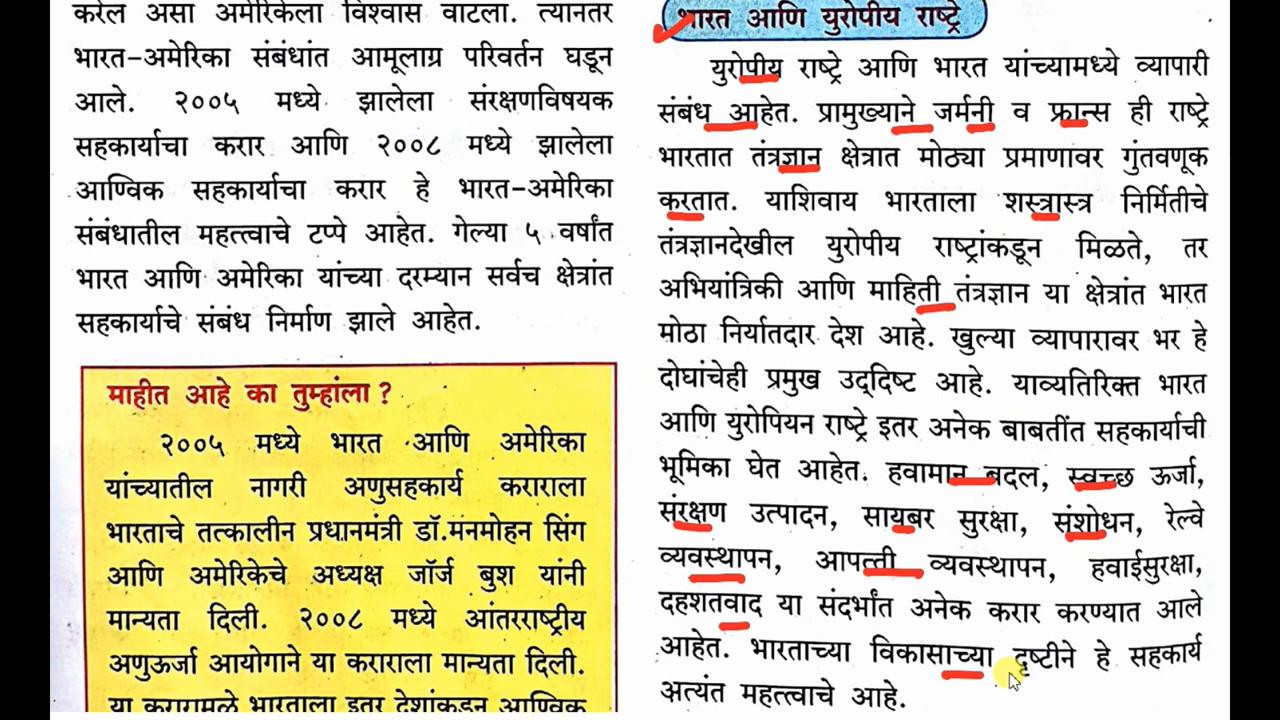 करेल असा अमेरिकेला विश्वास वाटला. त्यानंतर
भारत-अमेरिका संबंधांत आमूलाग्र परिवर्तन घडून
आले. २००५ मध्ये झालेला संरक्षणविषयक
सहकार्याचा करार आणि २००८ मध्ये झालेला
आण्विक सहकार्याचा करार हे भारत-अमेरिका
संबंधातील महत्त्वाचे टप्पे आहेत. गेल्या ५ वर्षांत
भारत आणि अमेरिका यांच्या दरम्यान सर्वच क्षेत्रांत
सहकार्याचे संबंध निर्माण झाले आहेत.
माहीत आहे का तुम्हांला ?
२००५ मध्ये भारत आणि अमेरिका
यांच्यातील नागरी अणुसहकार्य कराराला
भारताचे तत्कालीन प्रधानमंत्री डॉ.मनमोहन सिंग
आणि अमेरिकेचे अध्यक्ष जॉर्ज बुश यांनी
मान्यता दिली. २००८ मध्ये आंतरराष्ट्रीय
अणुऊर्जा आयोगाने या कराराला मान्यता दिली.
या करारामुळे भारताला इतर देशांकडून आण्विक
भारत आणि युरोपीय राष्ट्रे
युरोपीय राष्ट्रे आणि भारत यांच्यामध्ये व्यापारी
संबंध आहेत. प्रामुख्याने जर्मनी व फ्रान्स ही राष्ट्रे
भारतात तंत्रज्ञान क्षेत्रात मोठ्या प्रमाणावर गुंतवणूक
करतात. याशिवाय भारताला शस्त्रास्त्र निर्मितीचे
तंत्रज्ञानदेखील युरोपीय राष्ट्रांकडून मिळते, तर
अभियांत्रिकी आणि माहिती तंत्रज्ञान या क्षेत्रांत भारत
मोठा निर्यातदार देश आहे. खुल्या व्यापारावर भर हे
दोघांचेही प्रमुख उद्‌दिष्ट आहे. याव्यतिरिक्त भारत
आणि युरोपियन राष्ट्रे इतर अनेक बाबतींत सहकार्याची
भूमिका घेत आहेत. हवामान बदल, स्वच्छ ऊर्जा,
संरक्षण उत्पादन, सायबर सुरक्षा, संशोधन, रेल्वे
व्यवस्थापन, आपत्ती व्यवस्थापन, हवाईसुरक्षा,
दहशतवाद या संदर्भांत अनेक करार करण्यात आले
आहेत. भारताच्या विकासाच्या दृष्टीने हे सहकार्य
अत्यंत महत्त्वाचे आहे.